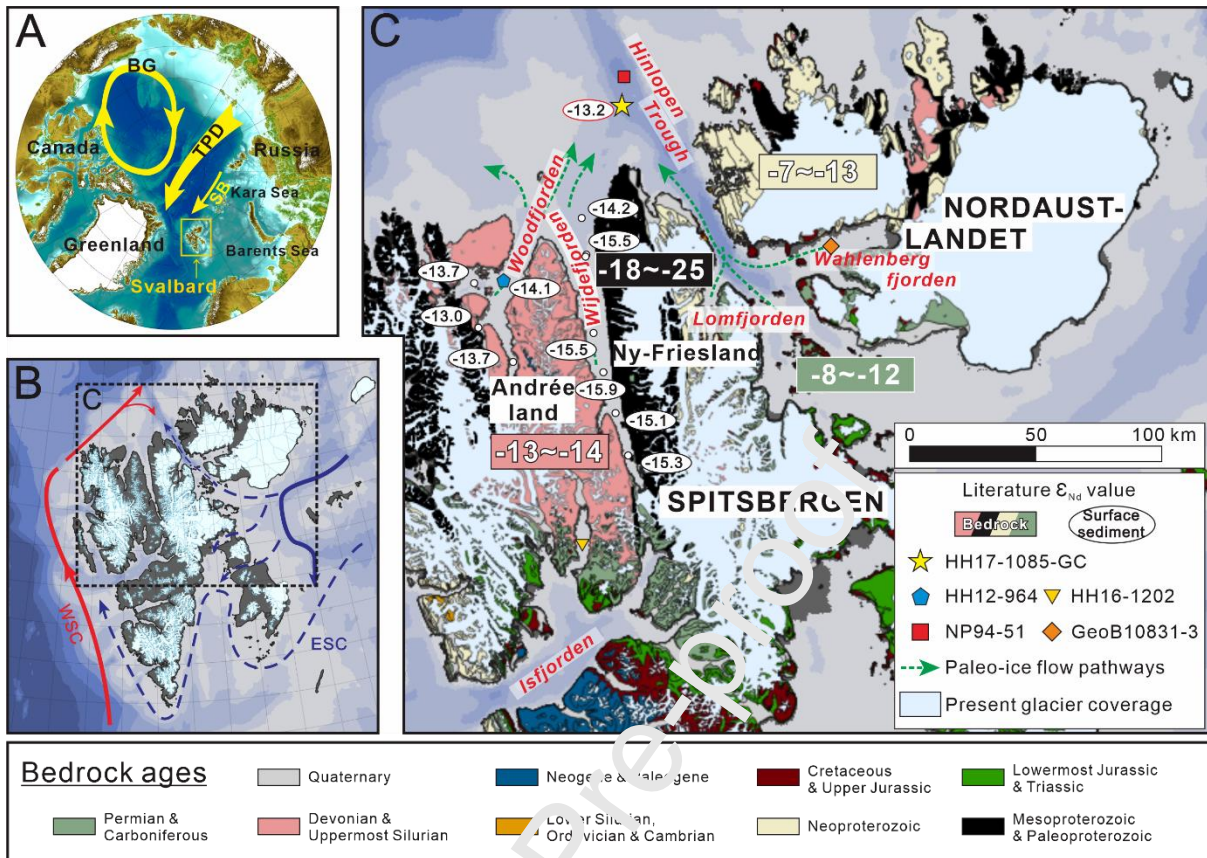 A
BG
TPD
Canada
Russia
SB
Kara Sea
Greenland
Barents Sea
Svalbard
B
C
WSC
ESC
C
Hinlopen
Trough
-13.2
-7~-13
Woodfjorden
Wijdefjorden
-14.2
-15.5
NORDAUST-
LANDET
-18~-25
Wahlenberg
fjorden
-13.7
-14.1
-13.0
Lomfjorden
-13.7
-15.5
Ny-Friesland
-8~-12
Andrée
land
-15.9
-15.1
-13~-14
-15.3
SPITSBERGEN
Isfjorden
0 50 100 km
Literature εNd value
Bedrock
Surface
sediment
HH17-1085-GC
HH12-964
HH16-1202
NP94-51
GeoB10831-3
Paleo-ice flow pathways
Present glacier coverage
Pre-proof
Bedrock ages
Quaternary
Neogene & Paleogene
Cretaceous
& Upper Jurassic
Lowermost Jurassic
& Triassic
Permian &
Carboniferous
Devonian &
Uppermost Silurian
Lower Silurian,
Ordovician & Cambrian
Neoproterozoic
Mesoproterozoic
& Paleoproterozoic